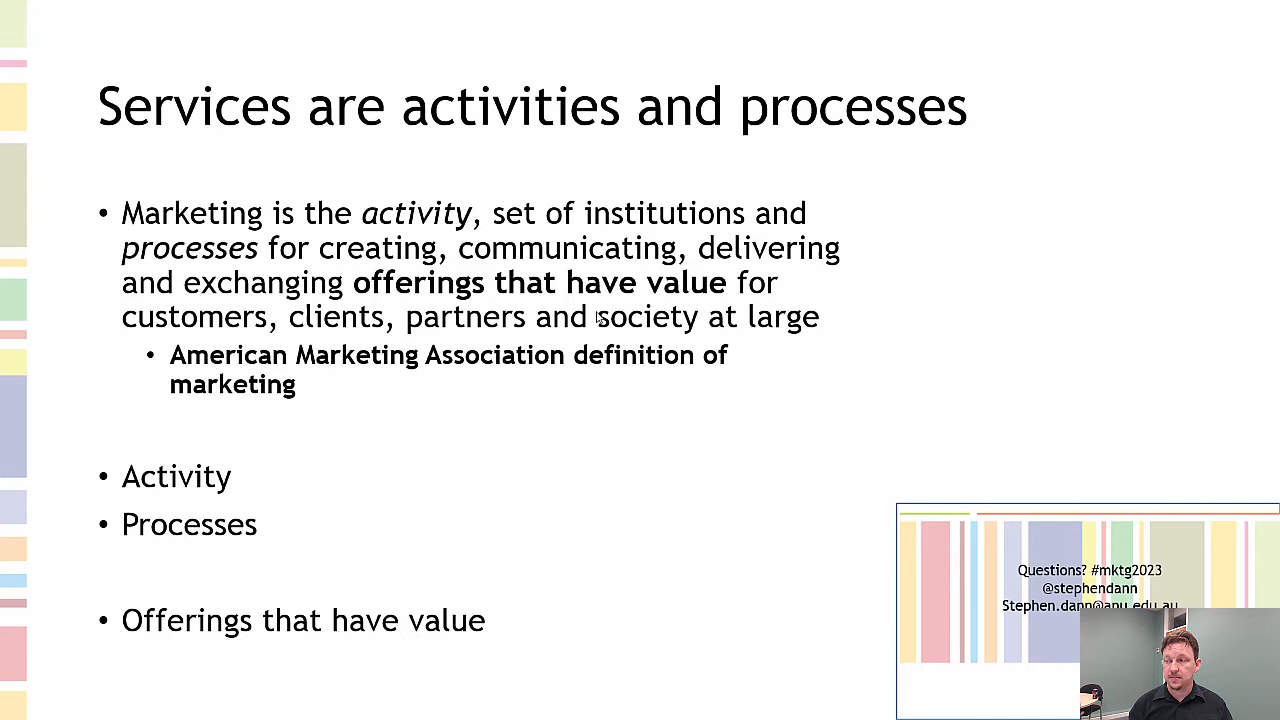 Services are activities and processes
• Marketing is the activity, set of institutions and
processes for creating, communicating, delivering
and exchanging offerings that have value for
customers, clients, partners and society at large
• American Marketing Association definition of
marketing
• Activity
• Processes
• Offerings that have value
Questions? #mktg2023
@stephendann
Stephen.dann@anu.edu.au